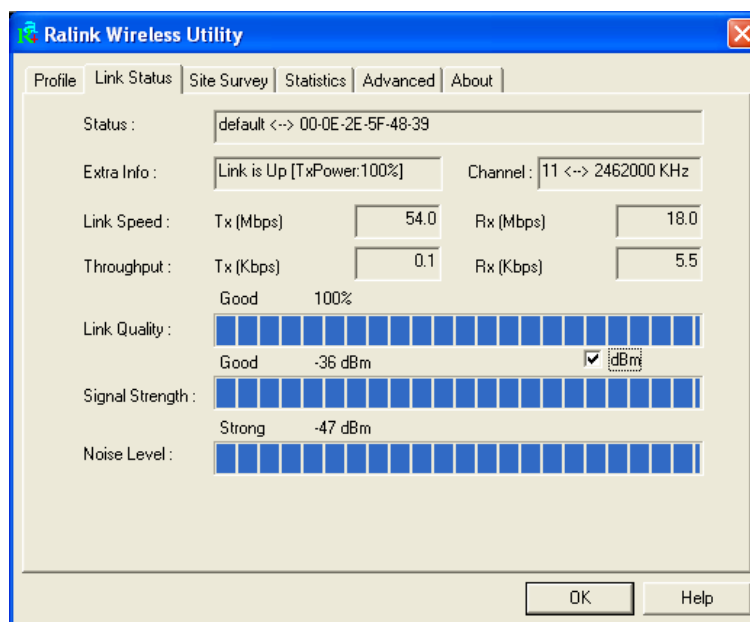 Ralink Wireless Utility
Profile Link Status Site Survey Statistics Advanced About
Status : default <--> 00-0E-2E-5F-48-39
Extra Info : Link is Up [TxPower:100%] Channel : 11 <--> 2462000 KHz
Link Speed : Tx (Mbps) 54.0 Rx (Mbps) 18.0
Throughput : Tx (Kbps) 0.1 Rx (Kbps) 5.5
Good 100%
Link Quality :
Good -36 dBm dBm
Signal Strength :
Strong -47 dBm
Noise Level :
OK Help